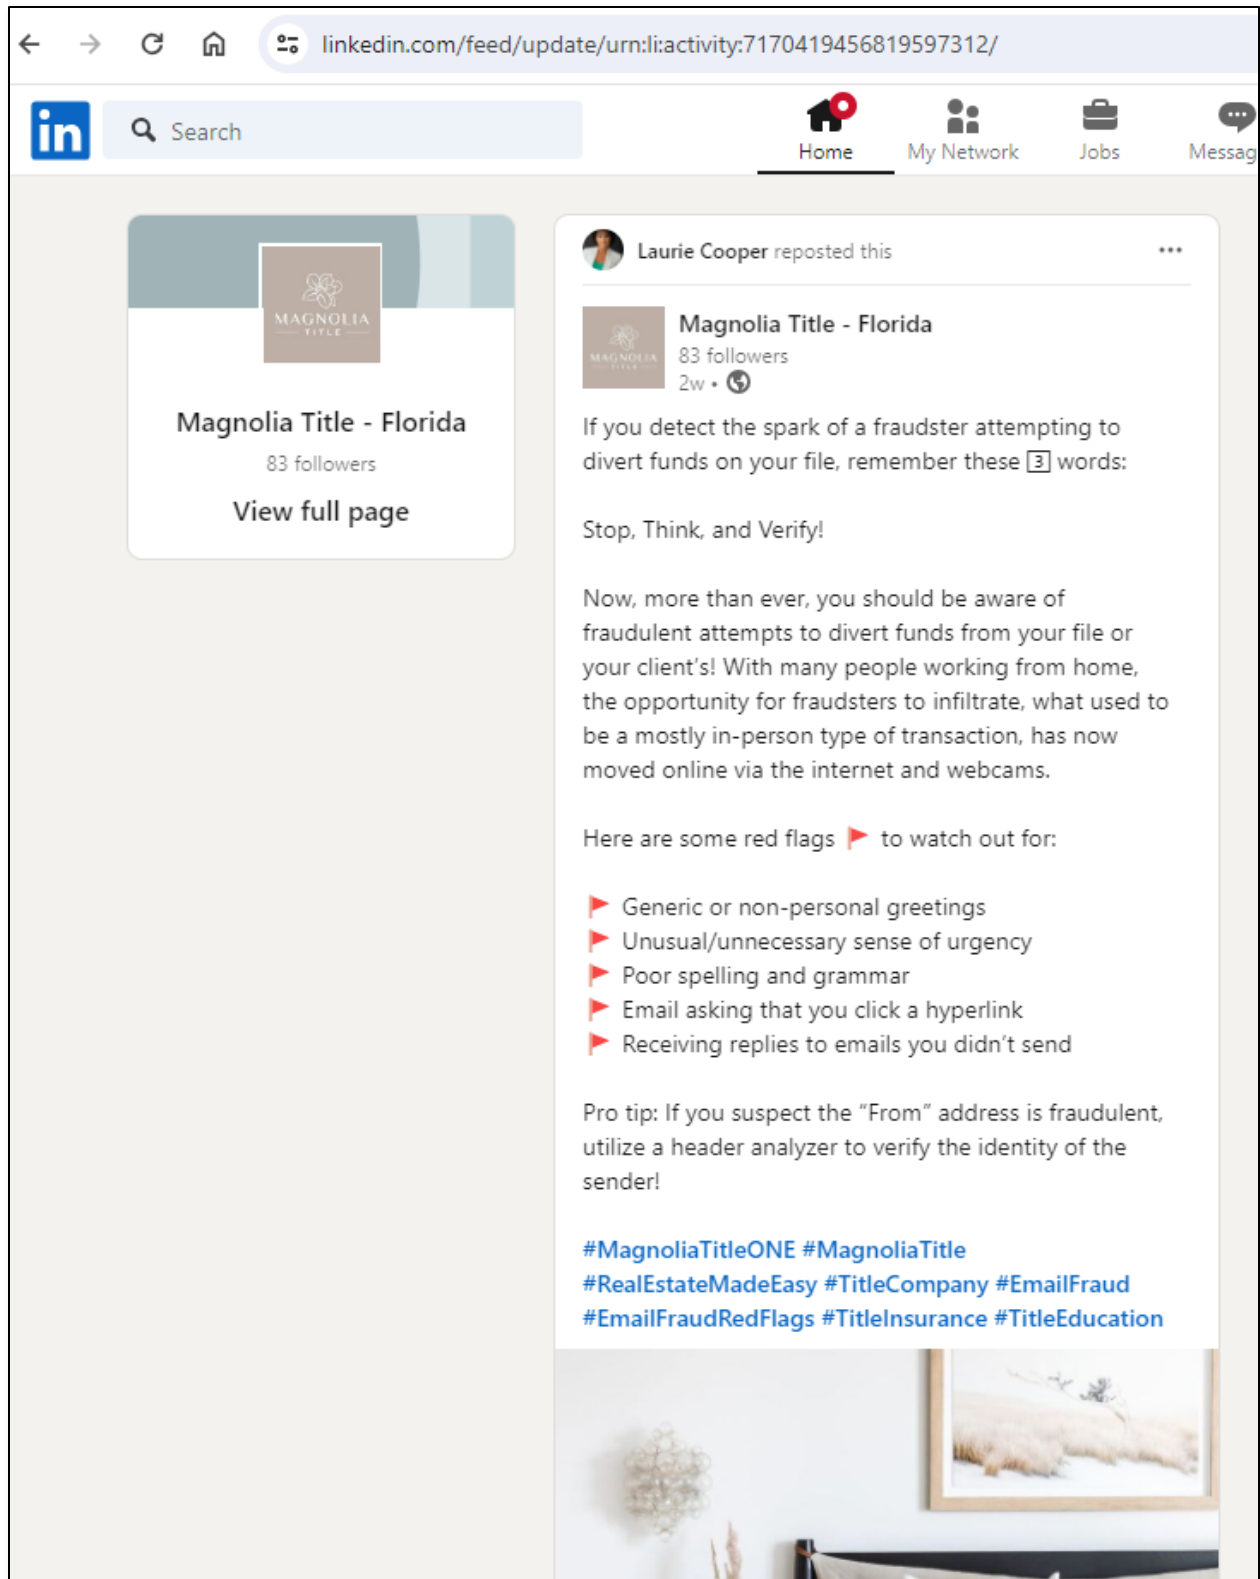 linkedin.com/feed/update/urn:li:activity:7170419456819597312/
in
Search
Home
My Network
Jobs
Messag
MAGNOLIA
TITLE
Magnolia Title - Florida
83 followers
View full page
Laurie Cooper reposted this
MAGNOLIA
TITLE
Magnolia Title - Florida
83 followers
2w •
If you detect the spark of a fraudster attempting to
divert funds on your file, remember these 3 words:
Stop, Think, and Verify!
Now, more than ever, you should be aware of
fraudulent attempts to divert funds from your file or
your client's! With many people working from home,
the opportunity for fraudsters to infiltrate, what used to
be a mostly in-person type of transaction, has now
moved online via the internet and webcams.
Here are some red flags 🚩 to watch out for:
🚩 Generic or non-personal greetings
🚩 Unusual/unnecessary sense of urgency
🚩 Poor spelling and grammar
🚩 Email asking that you click a hyperlink
🚩 Receiving replies to emails you didn’t send
Pro tip: If you suspect the “From” address is fraudulent,
utilize a header analyzer to verify the identity of the
sender!
#MagnoliaTitleONE #MagnoliaTitle
#RealEstateMadeEasy #TitleCompany #EmailFraud
#EmailFraudRedFlags #TitleInsurance #TitleEducation